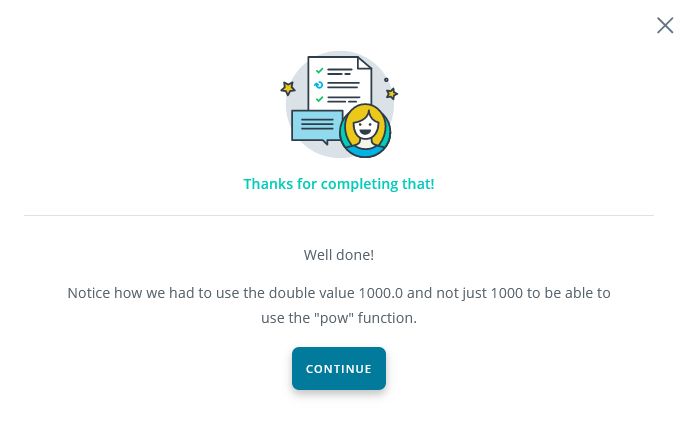 Thanks for completing that!
Well done!
Notice how we had to use the double value 1000.0 and not just 1000 to be able to
use the "pow" function.
CONTINUE